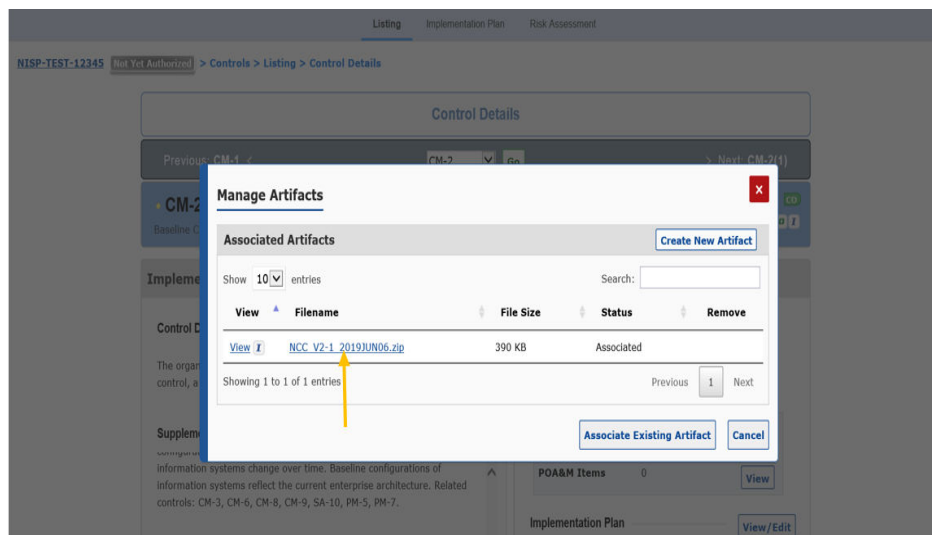 Listing Implementation Plan Risk Assessment
NISP-TEST-12345 Not Yet Authorized > Controls > Listing > Control Details
Control Details
Previous: CM-1 < CM-2 Go > Next: CM-2(1)
CM-2
CO
Baseline C
I
Manage Artifacts
x
Associated Artifacts Create New Artifact
Show 10 entries Search:
View Filename File Size Status Remove
View I NCC_V2-1_2019JUN06.zip 390 KB Associated
Showing 1 to 1 of 1 entries Previous 1 Next
Associate Existing Artifact Cancel
Impleme
Control D
The organ
control, a
Supplem
information systems change over time. Baseline configurations of
information systems reflect the current enterprise architecture. Related
controls: CM-3, CM-6, CM-8, CM-9, SA-10, PM-5, PM-7.
POA&M Items 0 View
Implementation Plan View/Edit